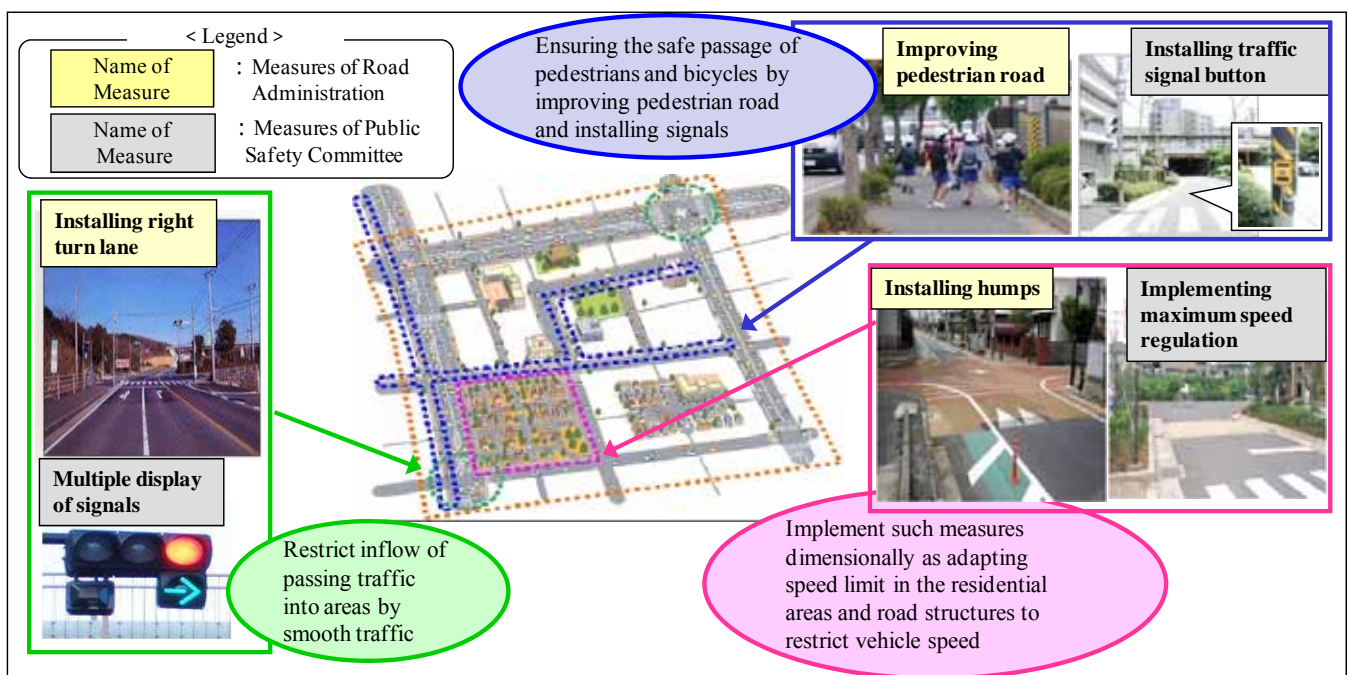 < Legend >
Name of
Measure
: Measures of Road
Administration
Name of
Measure
: Measures of Public
Safety Committee
Ensuring the safe passage of
pedestrians and bicycles by
improving pedestrian road
and installing signals
Improving
pedestrian road
Installing traffic
signal button
Installing right
turn lane
Multiple display
of signals
Restrict inflow of
passing traffic
into areas by
smooth traffic
Installing humps
Implementing
maximum speed
regulation
Implement such measures
dimensionally as adapting
speed limit in the residential
areas and road structures to
restrict vehicle speed